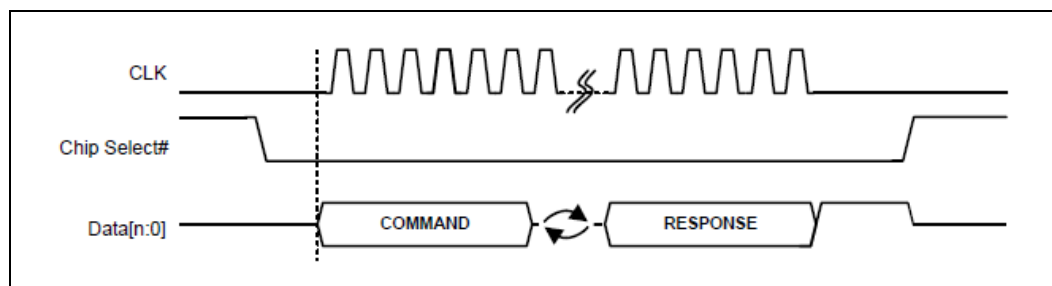 CLK
Chip Select#
Data[n:0]
COMMAND
RESPONSE